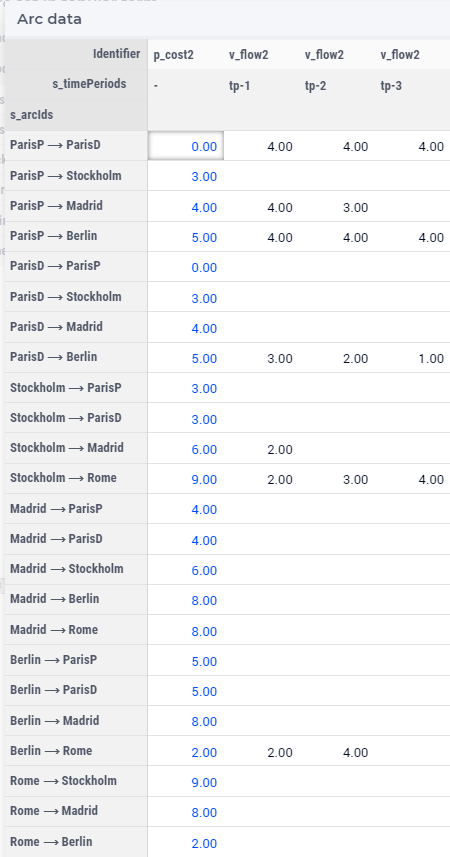 Arc data
Identifier p_cost2 v_flow2 v_flow2 v_flow2
s_timePeriods - tp-1 tp-2 tp-3
s_arcIds
ParisP → ParisD 0.00 4.00 4.00 4.00
ParisP → Stockholm 3.00
ParisP → Madrid 4.00 4.00 3.00
ParisP → Berlin 5.00 4.00 4.00 4.00
ParisD → ParisP 0.00
ParisD → Stockholm 3.00
ParisD → Madrid 4.00
ParisD → Berlin 5.00 3.00 2.00 1.00
Stockholm → ParisP 3.00
Stockholm → ParisD 3.00
Stockholm → Madrid 6.00 2.00
Stockholm → Rome 9.00 2.00 3.00 4.00
Madrid → ParisP 4.00
Madrid → ParisD 4.00
Madrid → Stockholm 6.00
Madrid → Berlin 8.00
Madrid → Rome 8.00
Berlin → ParisP 5.00
Berlin → ParisD 5.00
Berlin → Madrid 8.00
Berlin → Rome 2.00 2.00 4.00
Rome → Stockholm 9.00
Rome → Madrid 8.00
Rome → Berlin 2.00